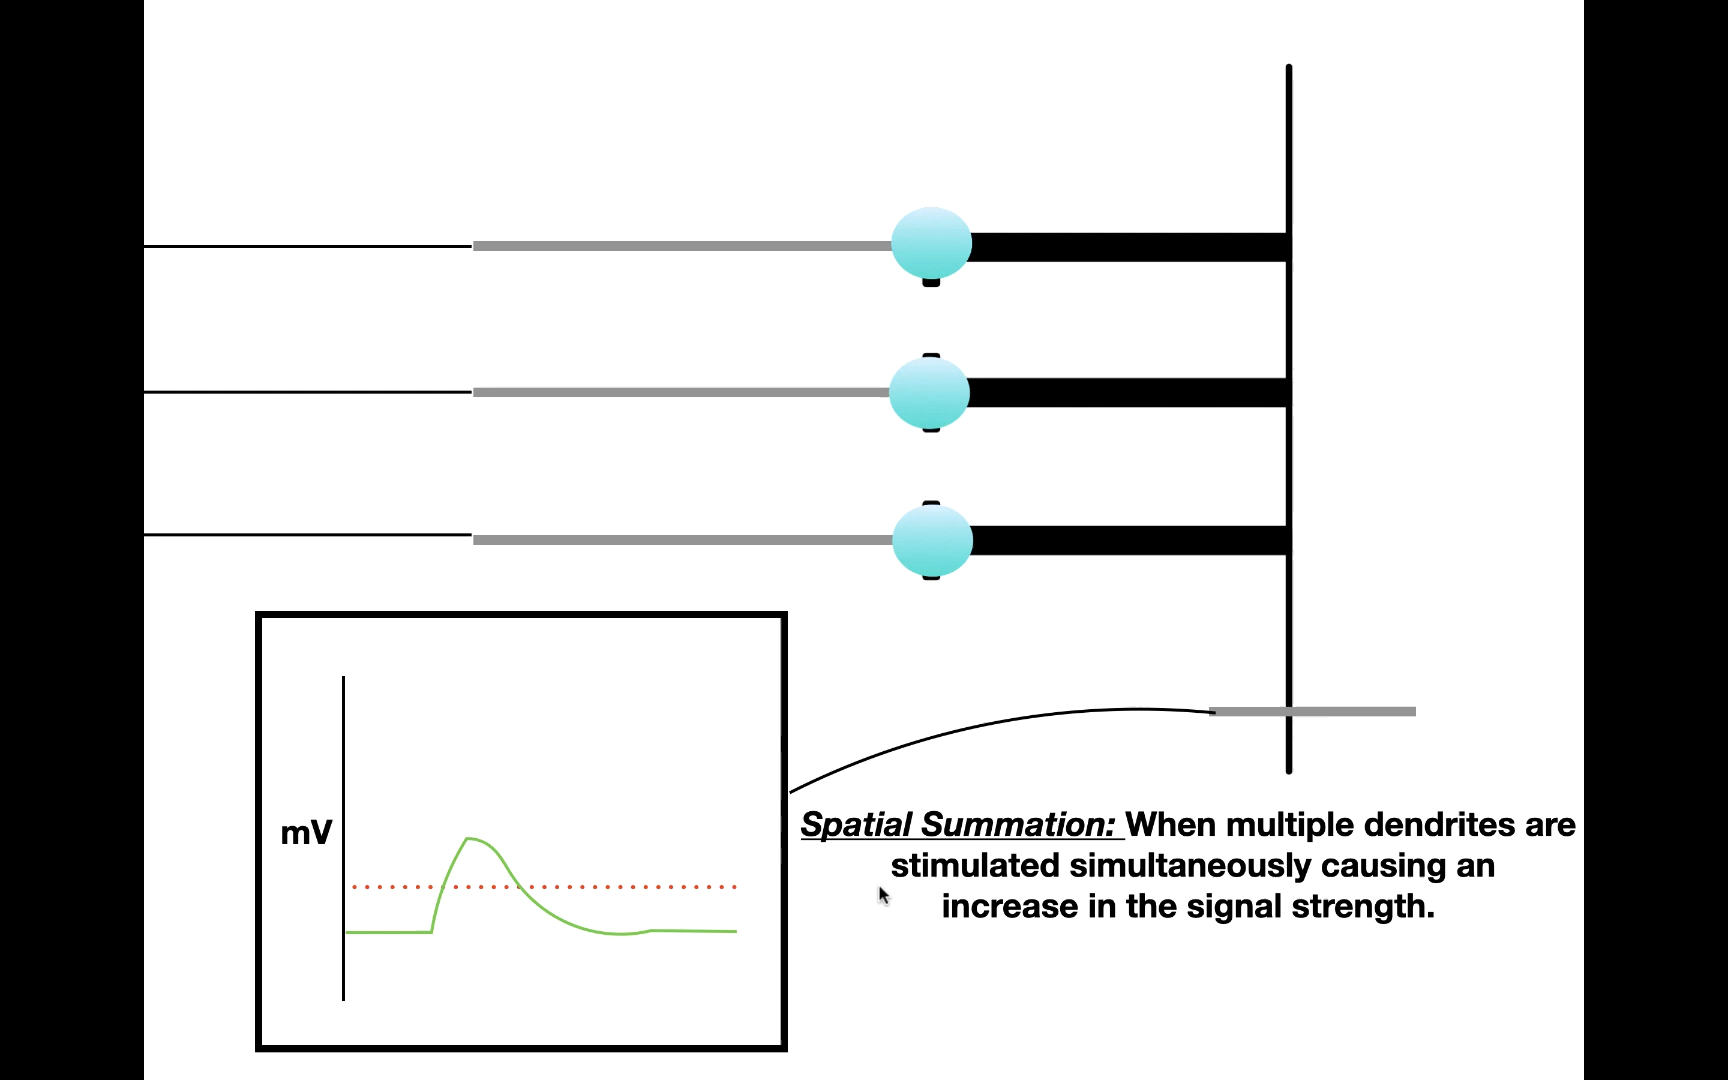 mV
Spatial Summation: When multiple dendrites are
stimulated simultaneously causing an
increase in the signal strength.